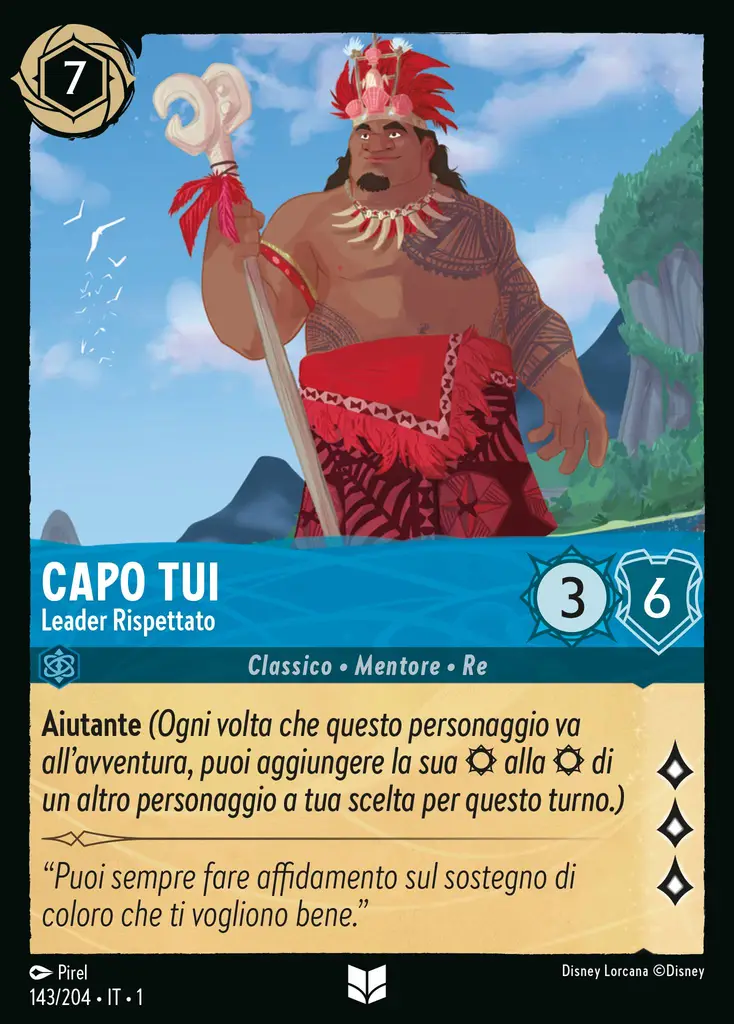 7
CAPO TUI
Leader Rispettato
3
6
Classico • Mentore • Re
Aiutante (Ogni volta che questo personaggio va
all’avventura, puoi aggiungere la sua alla di
un altro personaggio a tua scelta per questo turno.)
“Puoi sempre fare affidamento sul sostegno di
coloro che ti vogliono bene.”
Pirel
Disney Lorcana ©Disney
143/204 • IT • 1